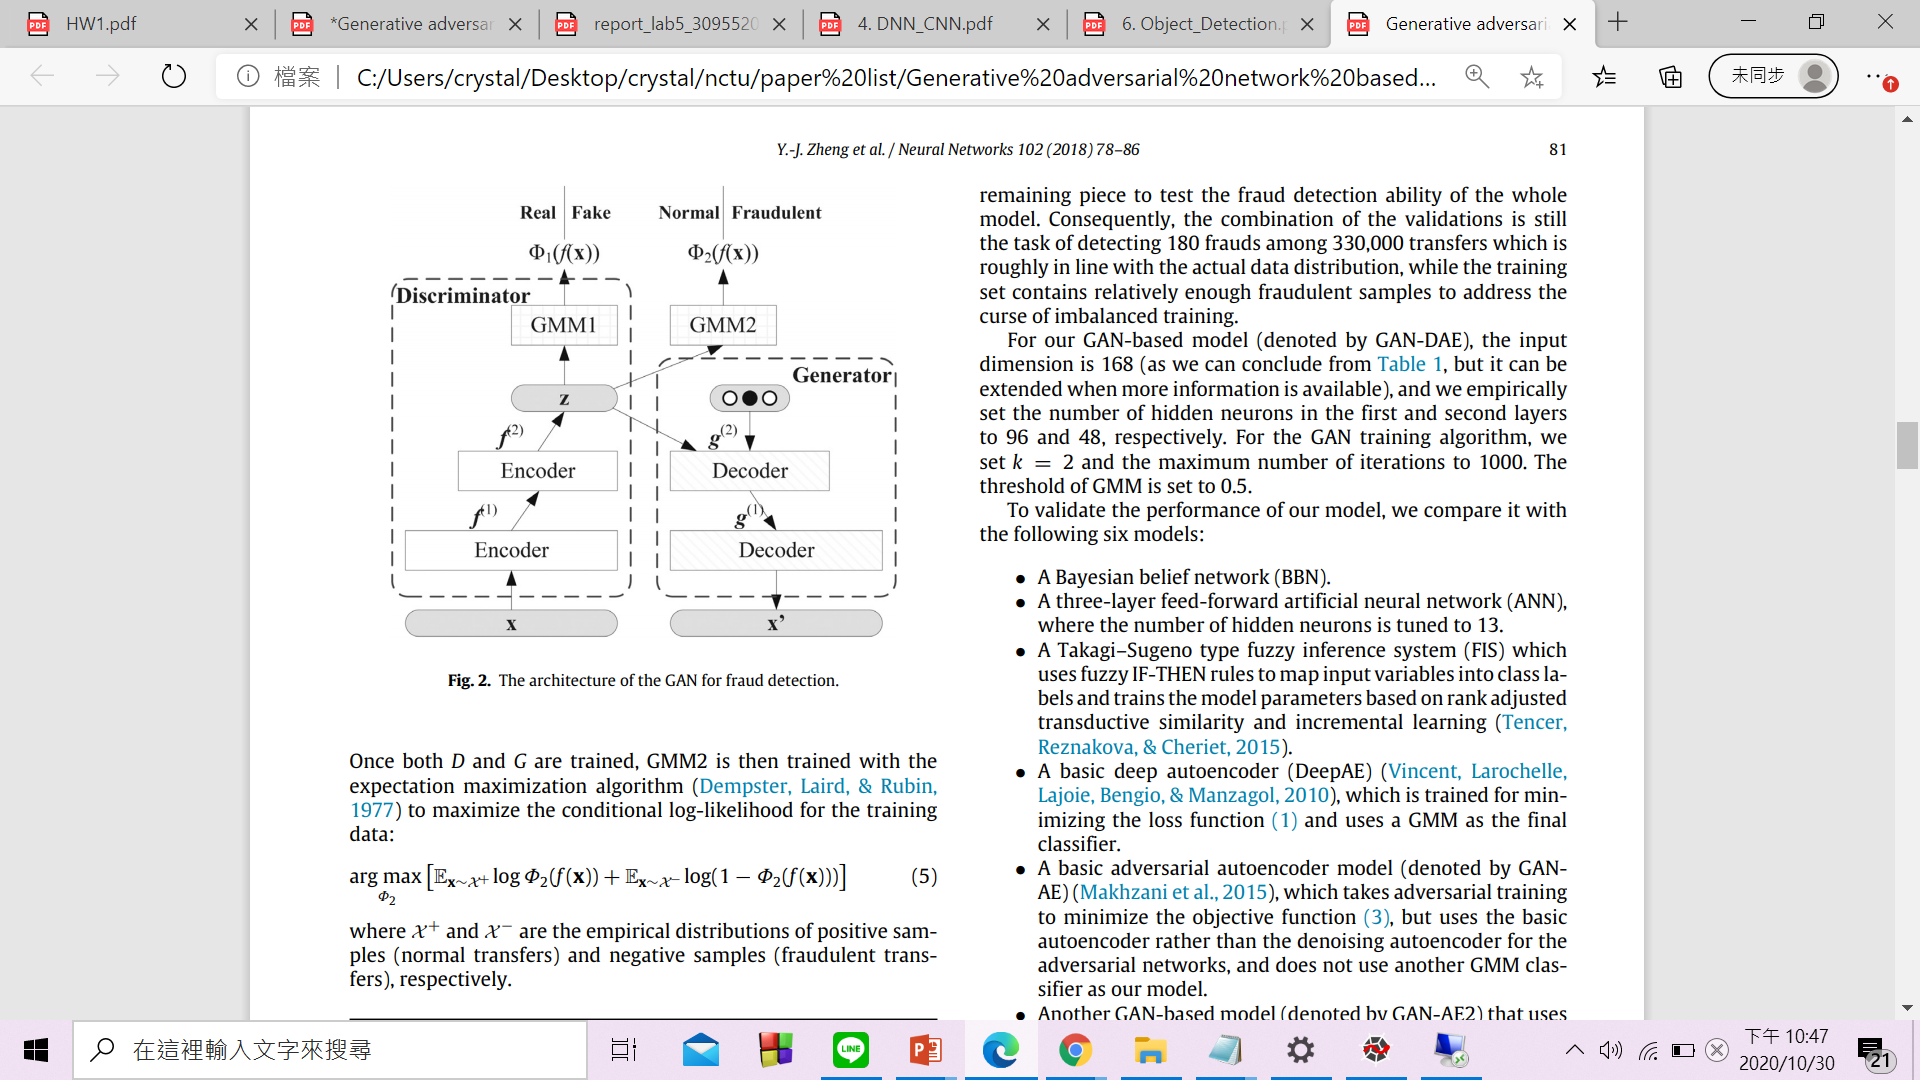 HW1.pdf
*Generative adversar
report_lab5_3095520
4. DNN_CNN.pdf
6. Object_Detection.p
Generative adversari
檔案
C:/Users/crystal/Desktop/crystal/nctu/paper%20list/Generative%20adversarial%20network%20based...
未同步
Y.-J. Zheng et al. / Neural Networks 102 (2018) 78–86
81
Real Fake
Normal Fraudulent
Φ₁(f(x))
Φ₂(f(x))
Discriminator
GMM1
GMM2
Generator
z
f⁽²⁾
g⁽²⁾
Encoder
Decoder
f⁽¹⁾
g⁽¹⁾
Encoder
Decoder
x
x’
Fig. 2. The architecture of the GAN for fraud detection.
Once both D and G are trained, GMM2 is then trained with the
expectation maximization algorithm (Dempster, Laird, & Rubin,
1977) to maximize the conditional log-likelihood for the training
data:
arg max [𝔼x∼𝒳⁺ log Φ₂(f(x)) + 𝔼x∼𝒳⁻ log(1 − Φ₂(f(x)))] (5)
Φ₂
where 𝒳⁺ and 𝒳⁻ are the empirical distributions of positive sam-
ples (normal transfers) and negative samples (fraudulent trans-
fers), respectively.
remaining piece to test the fraud detection ability of the whole
model. Consequently, the combination of the validations is still
the task of detecting 180 frauds among 330,000 transfers which is
roughly in line with the actual data distribution, while the training
set contains relatively enough fraudulent samples to address the
curse of imbalanced training.
For our GAN-based model (denoted by GAN-DAE), the input
dimension is 168 (as we can conclude from Table 1, but it can be
extended when more information is available), and we empirically
set the number of hidden neurons in the first and second layers
to 96 and 48, respectively. For the GAN training algorithm, we
set k = 2 and the maximum number of iterations to 1000. The
threshold of GMM is set to 0.5.
To validate the performance of our model, we compare it with
the following six models:
● A Bayesian belief network (BBN).
● A three-layer feed-forward artificial neural network (ANN),
where the number of hidden neurons is tuned to 13.
● A Takagi–Sugeno type fuzzy inference system (FIS) which
uses fuzzy IF-THEN rules to map input variables into class la-
bels and trains the model parameters based on rank adjusted
transductive similarity and incremental learning (Tencer,
Reznakova, & Cheriet, 2015).
● A basic deep autoencoder (DeepAE) (Vincent, Larochelle,
Lajoie, Bengio, & Manzagol, 2010), which is trained for min-
imizing the loss function (1) and uses a GMM as the final
classifier.
● A basic adversarial autoencoder model (denoted by GAN-
AE) (Makhzani et al., 2015), which takes adversarial training
to minimize the objective function (3), but uses the basic
autoencoder rather than the denoising autoencoder for the
adversarial networks, and does not use another GMM clas-
sifier as our model.
● Another GAN-based model (denoted by GAN-AE2) that uses
在這裡輸入文字來搜尋
LINE
下午 10:47
2020/10/30
21